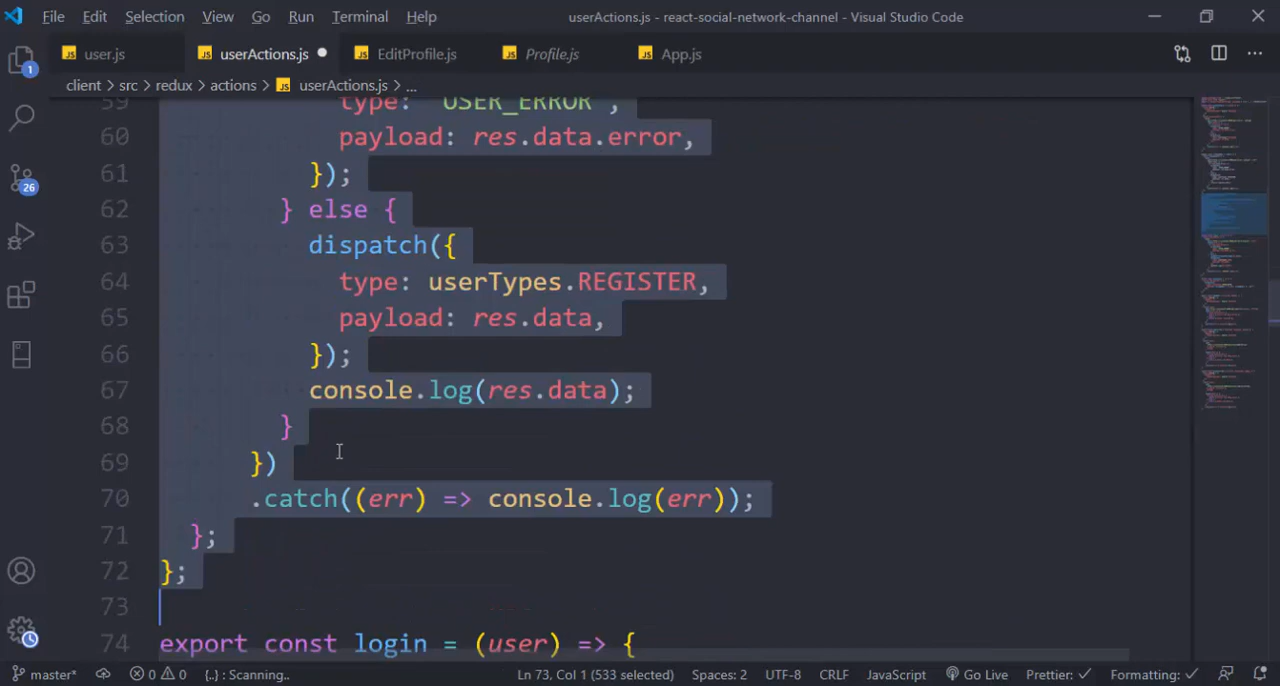 File Edit Selection View Go Run Terminal Help userActions.js - react-social-network-channel - Visual Studio Code
user.js userActions.js EditProfile.js Profile.js App.js
client > src > redux > actions > userActions.js > ...
59 type: "USER_ERROR",
60 payload: res.data.error,
61 });
62 } else {
63 dispatch({
64 type: userTypes.REGISTER,
65 payload: res.data,
66 });
67 console.log(res.data);
68 }
69 })
70 .catch((err) => console.log(err));
71 };
72 };
73
74 export const login = (user) => {
1
26
master* 0 0 {..} : Scanning.. Ln 73, Col 1 (533 selected) Spaces: 2 UTF-8 CRLF JavaScript Go Live Prettier: ✓ Formatting: ✓